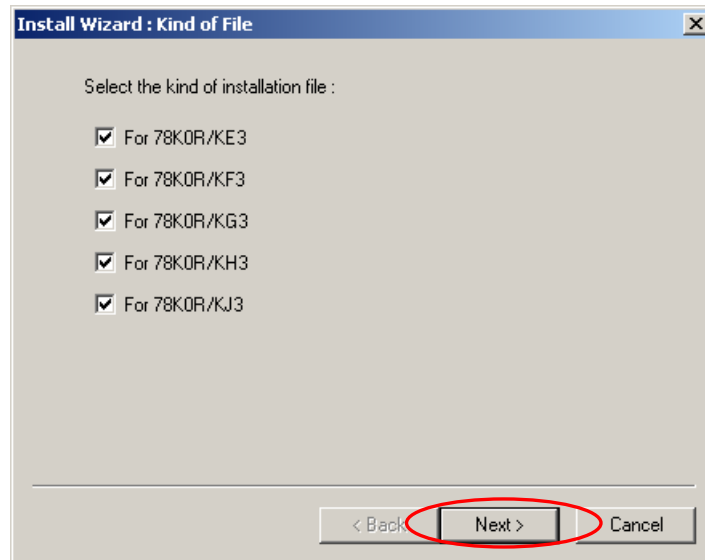 Install Wizard : Kind of File
Select the kind of installation file :
For 78K0R/KE3
For 78K0R/KF3
For 78K0R/KG3
For 78K0R/KH3
For 78K0R/KJ3
< Back Next > Cancel